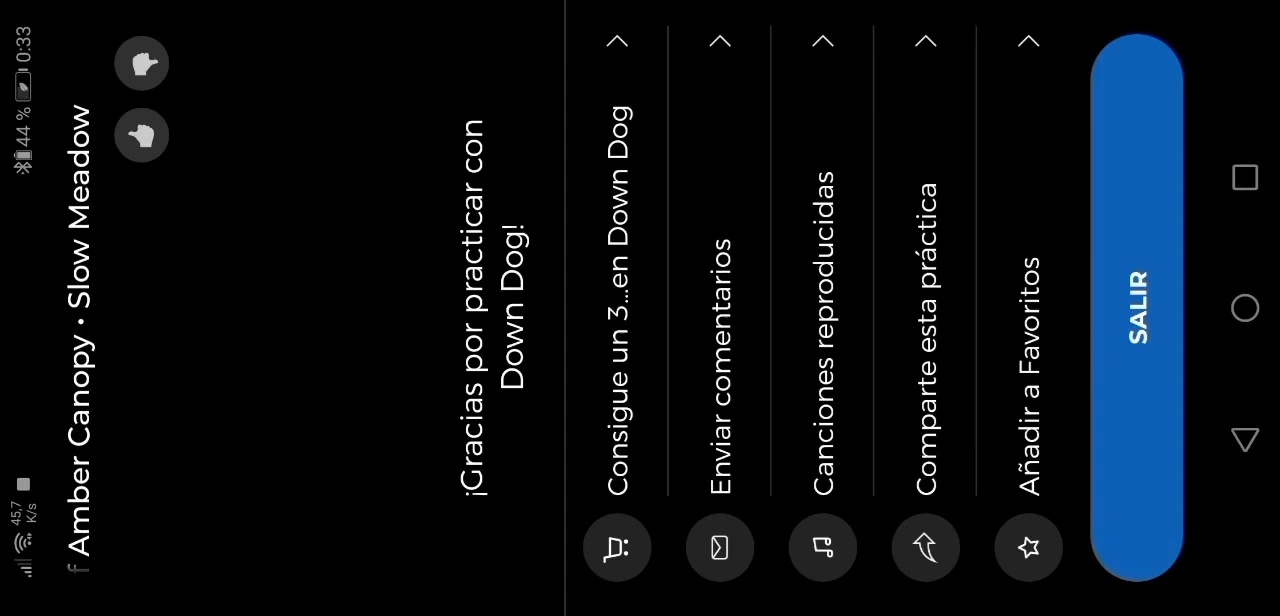 45,7
K/s
44 % 0:33
f Amber Canopy • Slow Meadow
¡Gracias por practicar con
Down Dog!
Consigue un 3...en Down Dog
Enviar comentarios
Canciones reproducidas
Comparte esta práctica
Añadir a Favoritos
SALIR